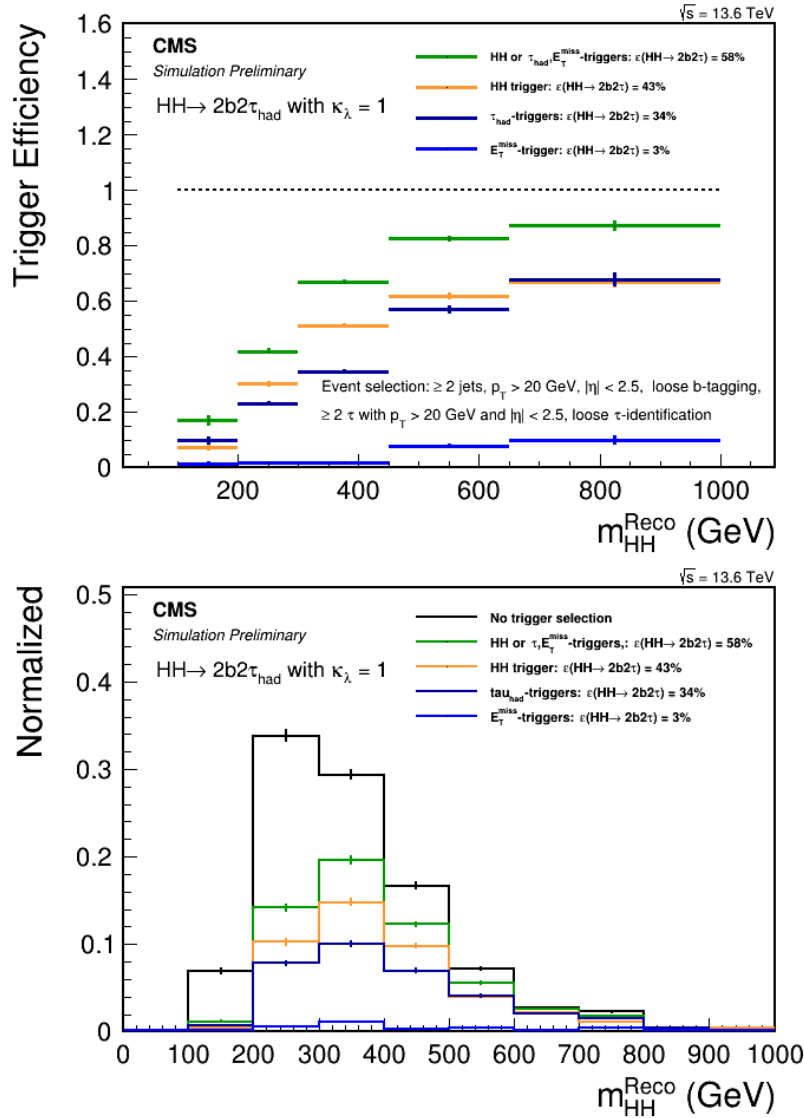 √s = 13.6 TeV
CMS
Simulation Preliminary
HH→ 2b2τhad with κλ = 1
HH or τhad,ETmiss-triggers: ε(HH→ 2b2τ) = 58%
HH trigger: ε(HH→ 2b2τ) = 43%
τhad-triggers: ε(HH→ 2b2τ) = 34%
ETmiss-trigger: ε(HH→ 2b2τ) = 3%
Trigger Efficiency
1.6
1.4
1.2
1
0.8
0.6
0.4
0.2
0
Event selection: ≥ 2 jets, pT > 20 GeV, |η| < 2.5, loose b-tagging,
≥ 2 τ with pT > 20 GeV and |η| < 2.5, loose τ-identification
200 400 600 800 1000
mHHReco (GeV)
√s = 13.6 TeV
CMS
Simulation Preliminary
HH→ 2b2τhad with κλ = 1
No trigger selection
HH or τ,ETmiss-triggers,: ε(HH→ 2b2τ) = 58%
HH trigger: ε(HH→ 2b2τ) = 43%
tauhad-triggers: ε(HH→ 2b2τ) = 34%
ETmiss-triggers: ε(HH→ 2b2τ) = 3%
Normalized
0.5
0.4
0.3
0.2
0.1
0
0 100 200 300 400 500 600 700 800 900 1000
mHHReco (GeV)